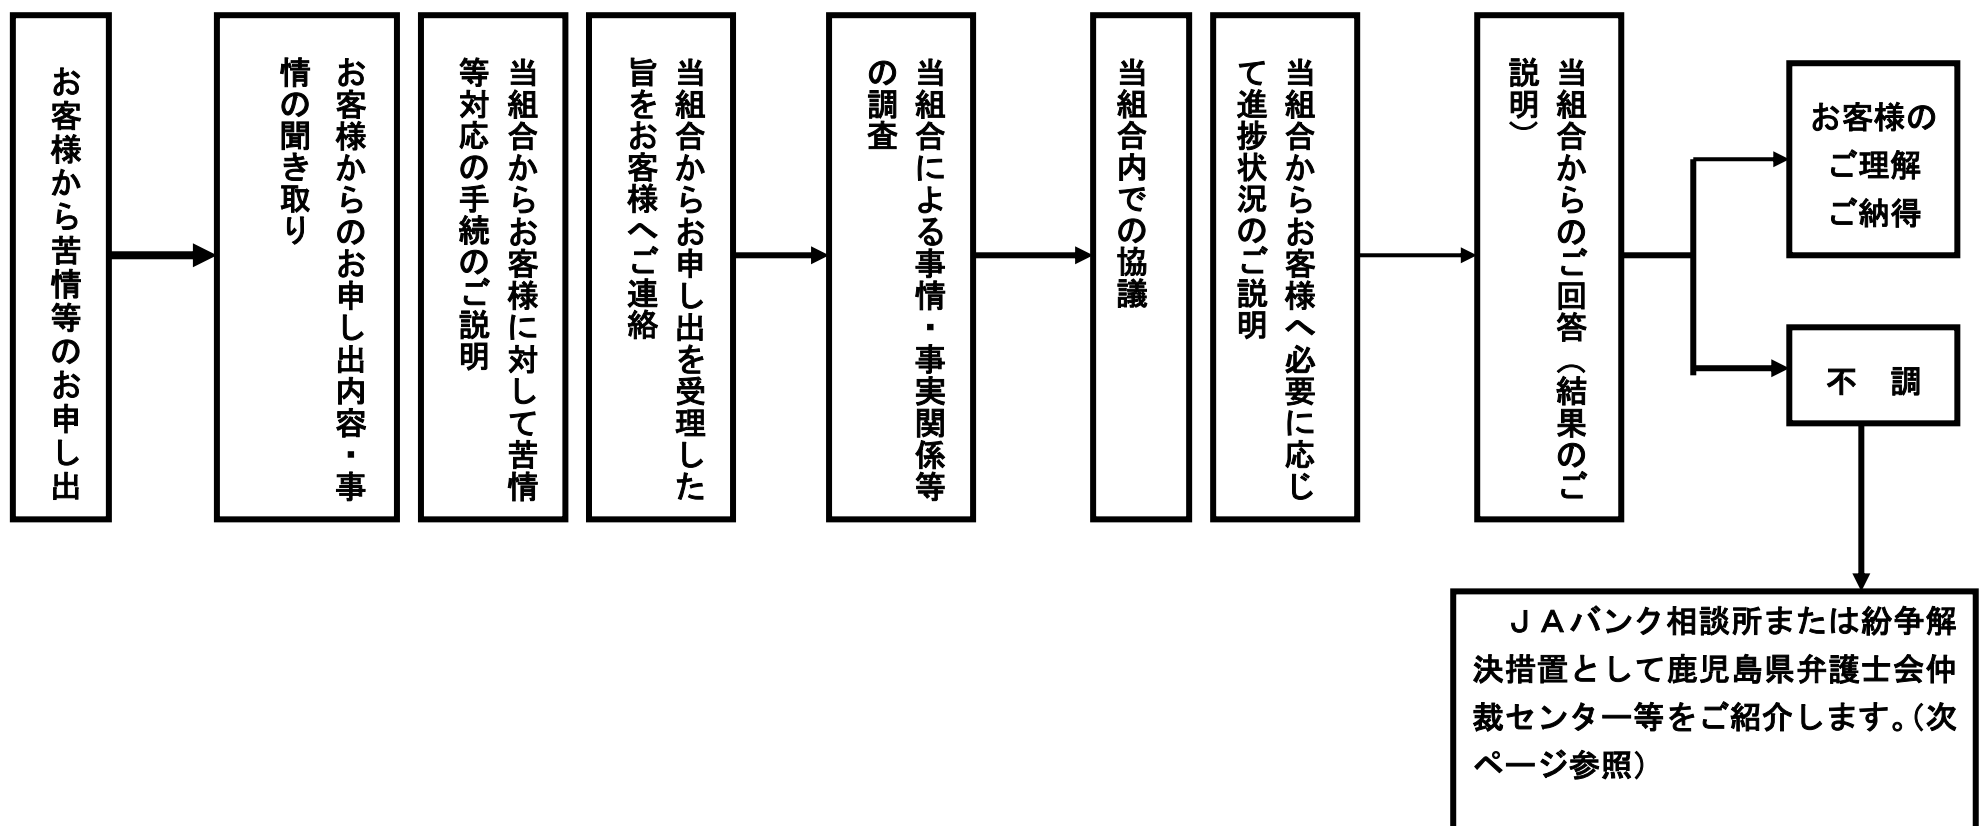 お客様から苦情等のお申し出
お客様からのお申し出内容・事
情の聞き取り
当組合からお客様に対して苦情
等対応の手続のご説明
当組合からお申し出を受理した
旨をお客様へご連絡
当組合による事情・事実関係等
の調査
当組合内での協議
当組合からお客様へ必要に応じ
て進捗状況のご説明
当組合からのご回答（結果のご
説明）
お客様の
ご理解
ご納得
不　調
ＪＡバンク相談所または紛争解
決措置として鹿児島県弁護士会仲
裁センター等をご紹介します。（次
ページ参照）